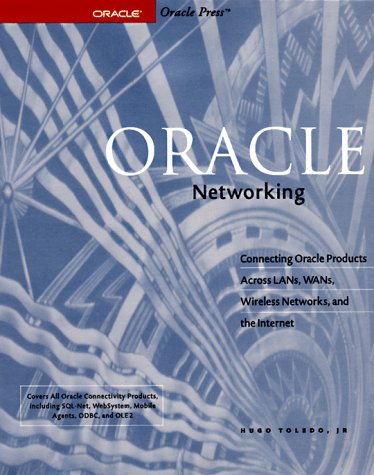 ORACLE® Oracle Press™
ORACLE
Networking
Connecting Oracle Products
Across LANs, WANs,
Wireless Networks, and
the Internet
Covers All Oracle Connectivity Products,
including SQL·Net, WebSystem, Mobile
Agents, ODBC, and OLE2
HUGO TOLEDO, JR